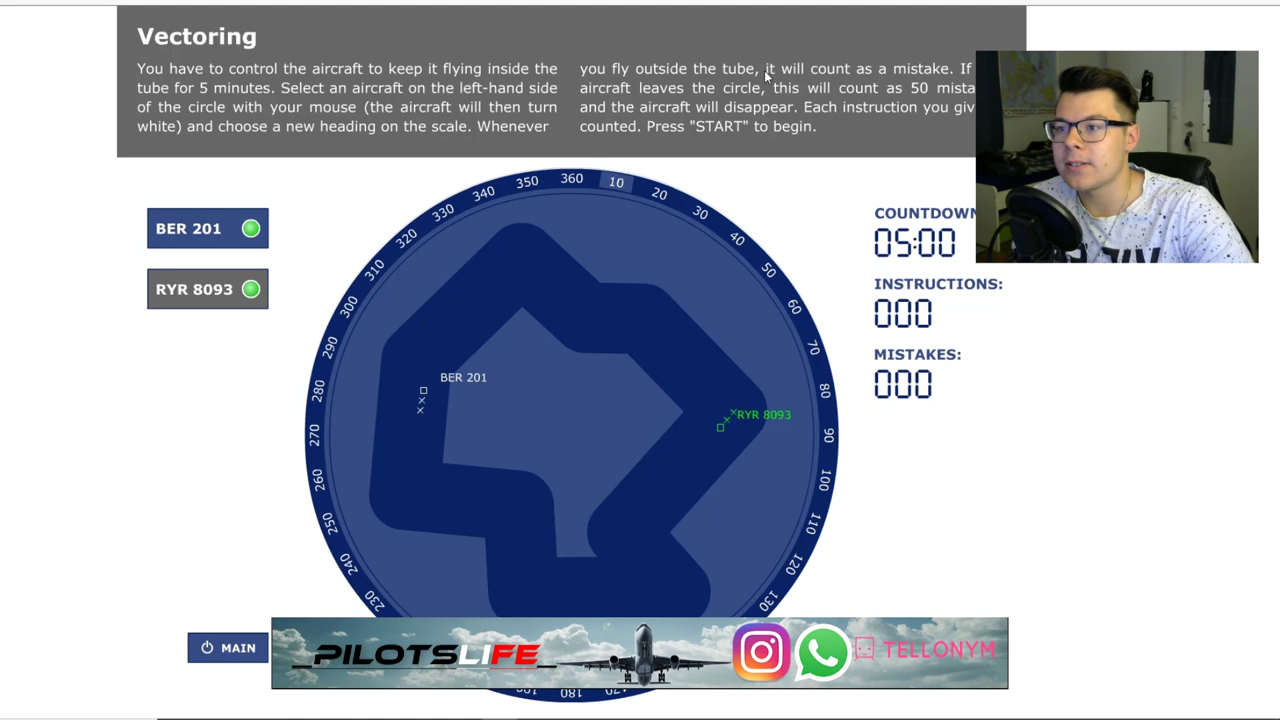 Vectoring
You have to control the aircraft to keep it flying inside the
tube for 5 minutes. Select an aircraft on the left-hand side
of the circle with your mouse (the aircraft will then turn
white) and choose a new heading on the scale. Whenever
you fly outside the tube, it will count as a mistake. If
aircraft leaves the circle, this will count as 50 mista
and the aircraft will disappear. Each instruction you giv
counted. Press "START" to begin.
BER 201
RYR 8093
360
10
20
30
40
50
60
70
80
90
100
110
120
130
180
190
230
240
250
260
270
280
290
300
310
320
330
340
350
BER 201
RYR 8093
COUNTDOWN
05:00
INSTRUCTIONS:
000
MISTAKES:
000
MAIN
_PILOTSLIFE_
TELLONYM